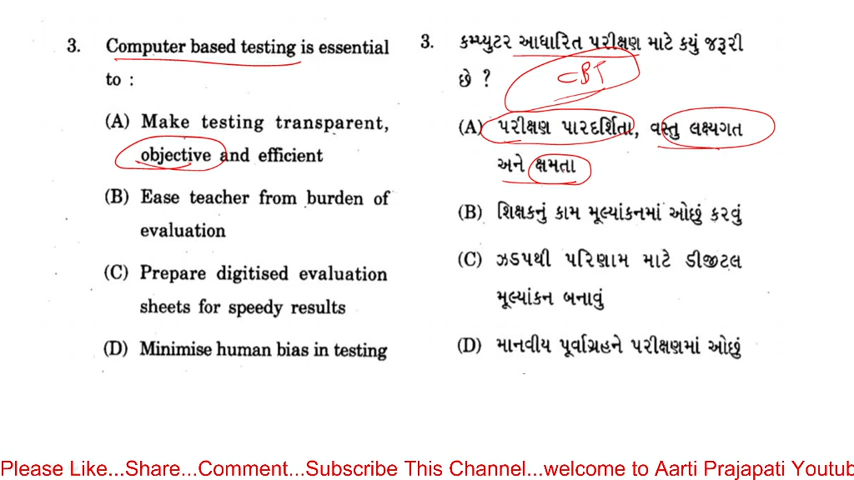 3. Computer based testing is essential
to :
(A) Make testing transparent,
objective and efficient
(B) Ease teacher from burden of
evaluation
(C) Prepare digitised evaluation
sheets for speedy results
(D) Minimise human bias in testing
3. કમ્પ્યુટર આધારિત પરીક્ષણ માટે કયું જરૂરી
છે ?
CBT
(A) પરીક્ષણ પારદર્શિતા, વસ્તુ લક્ષ્યગત
અને ક્ષમતા
(B) શિક્ષકનું કામ મૂલ્યાંકનમાં ઓછું કરવું
(C) ઝડપથી પરિણામ માટે ડીજીટલ
મૂલ્યાંકન બનાવું
(D) માનવીય પૂર્વાગ્રહને પરીક્ષણમાં ઓછું
Please Like...Share...Comment...Subscribe This Channel...welcome to Aarti Prajapati Youtub